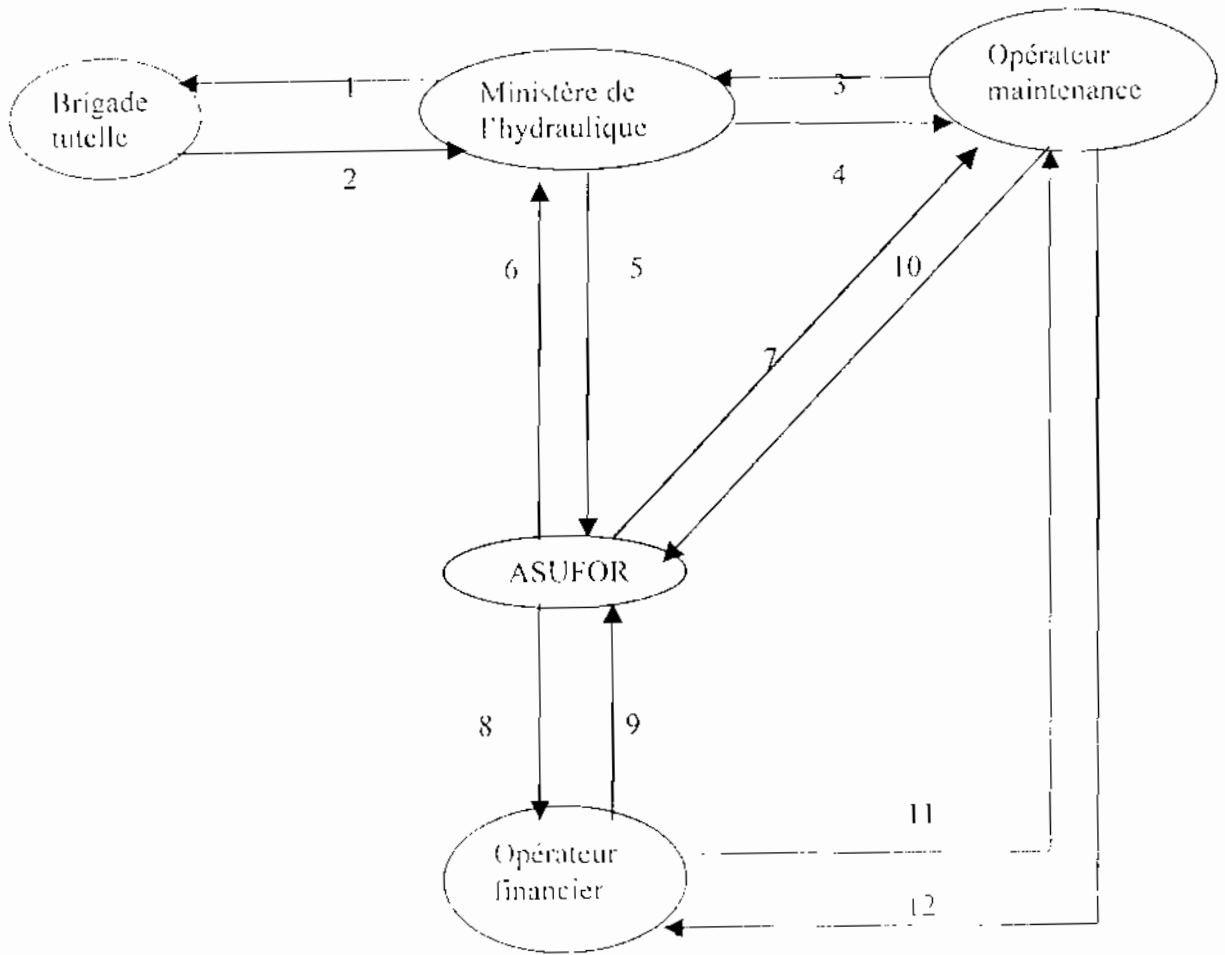 Brigade
tutelle
1
2
Ministère de
l'hydraulique
3
4
Opérateur
maintenance
6
5
7
10
ASUFOR
8
9
Opérateur
financier
11
12